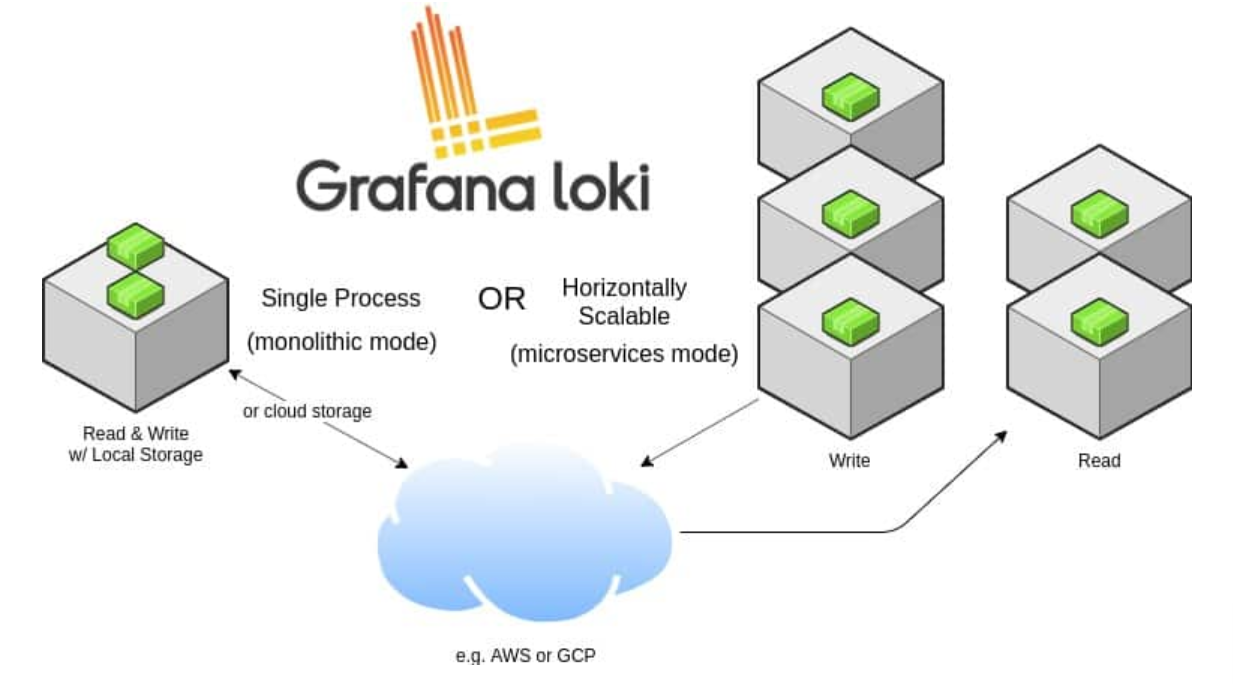 Grafana loki
Single Process
(monolithic mode)
OR
Horizontally
Scalable
(microservices mode)
or cloud storage
Read & Write
w/ Local Storage
Write
Read
e.g. AWS or GCP